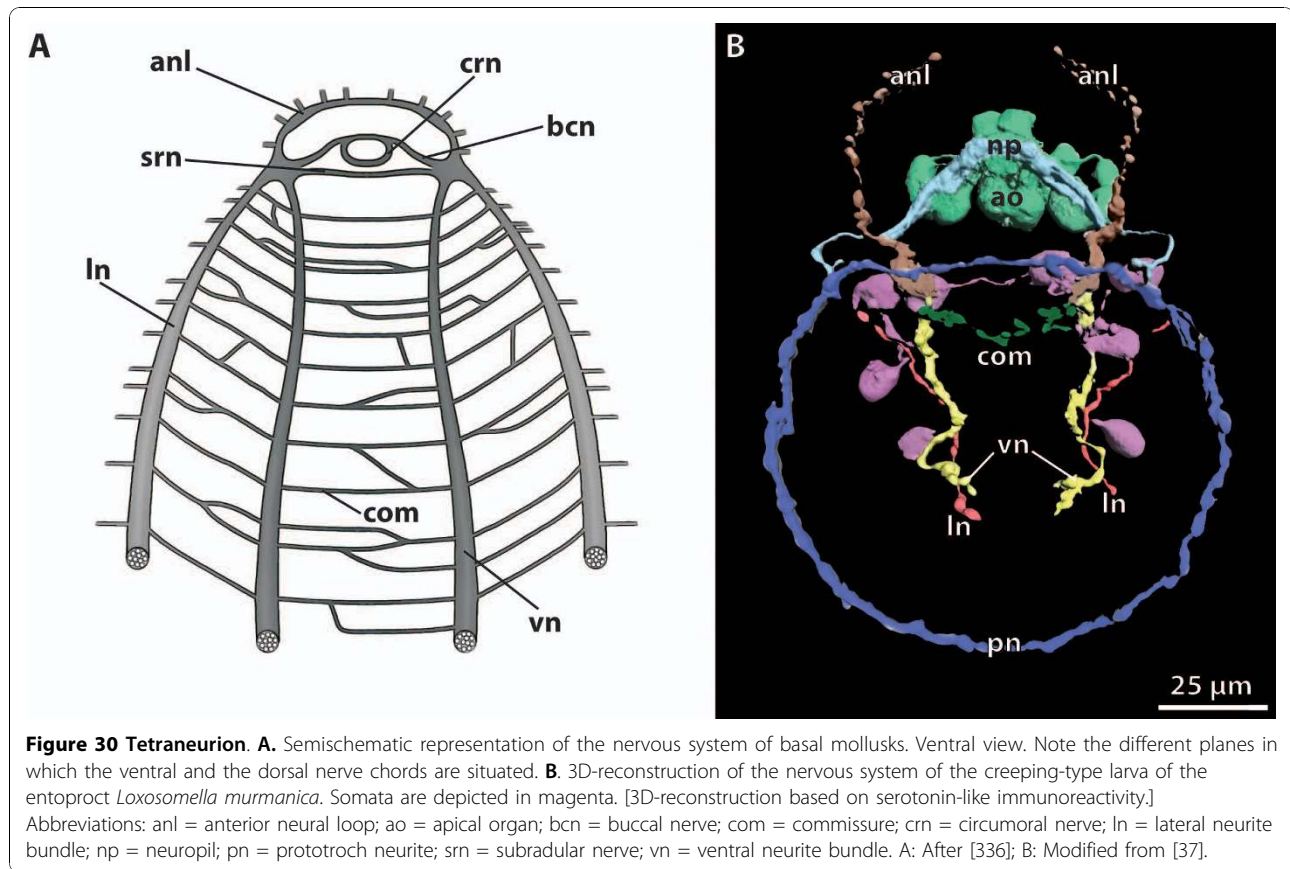 A
anl
crn
bcn
srn
ln
com
vn
B
anl
anl
np
ao
com
vn
ln
ln
pn
25 µm
Figure 30 Tetraneurion. A. Semischematic representation of the nervous system of basal mollusks. Ventral view. Note the different planes in
which the ventral and the dorsal nerve chords are situated. B. 3D-reconstruction of the nervous system of the creeping-type larva of the
entoproct Loxosomella murmanica. Somata are depicted in magenta. [3D-reconstruction based on serotonin-like immunoreactivity.]
Abbreviations: anl = anterior neural loop; ao = apical organ; bcn = buccal nerve; com = commissure; crn = circumoral nerve; ln = lateral neurite
bundle; np = neuropil; pn = prototroch neurite; srn = subradular nerve; vn = ventral neurite bundle. A: After [336]; B: Modified from [37].